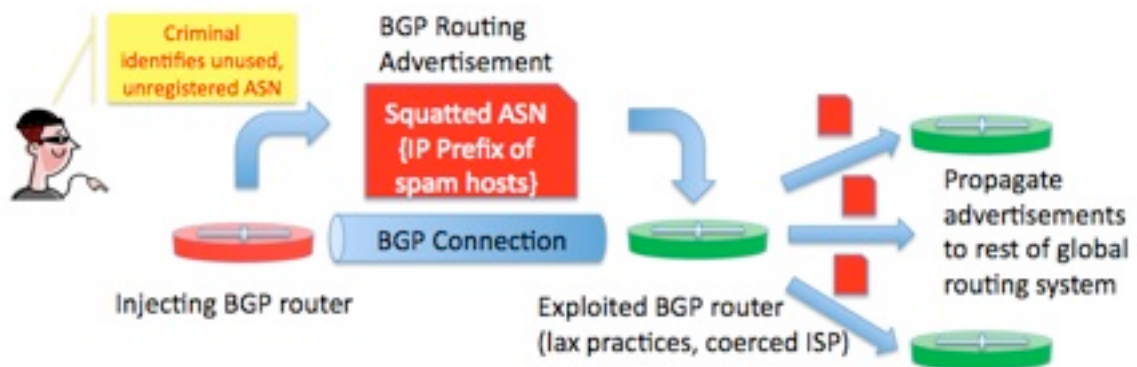 Criminal
identifies unused,
unregistered ASN
BGP Routing
Advertisement
Squatted ASN
{IP Prefix of
spam hosts}
BGP Connection
Injecting BGP router
Exploited BGP router
(lax practices, coerced ISP)
Propagate
advertisements
to rest of global
routing system